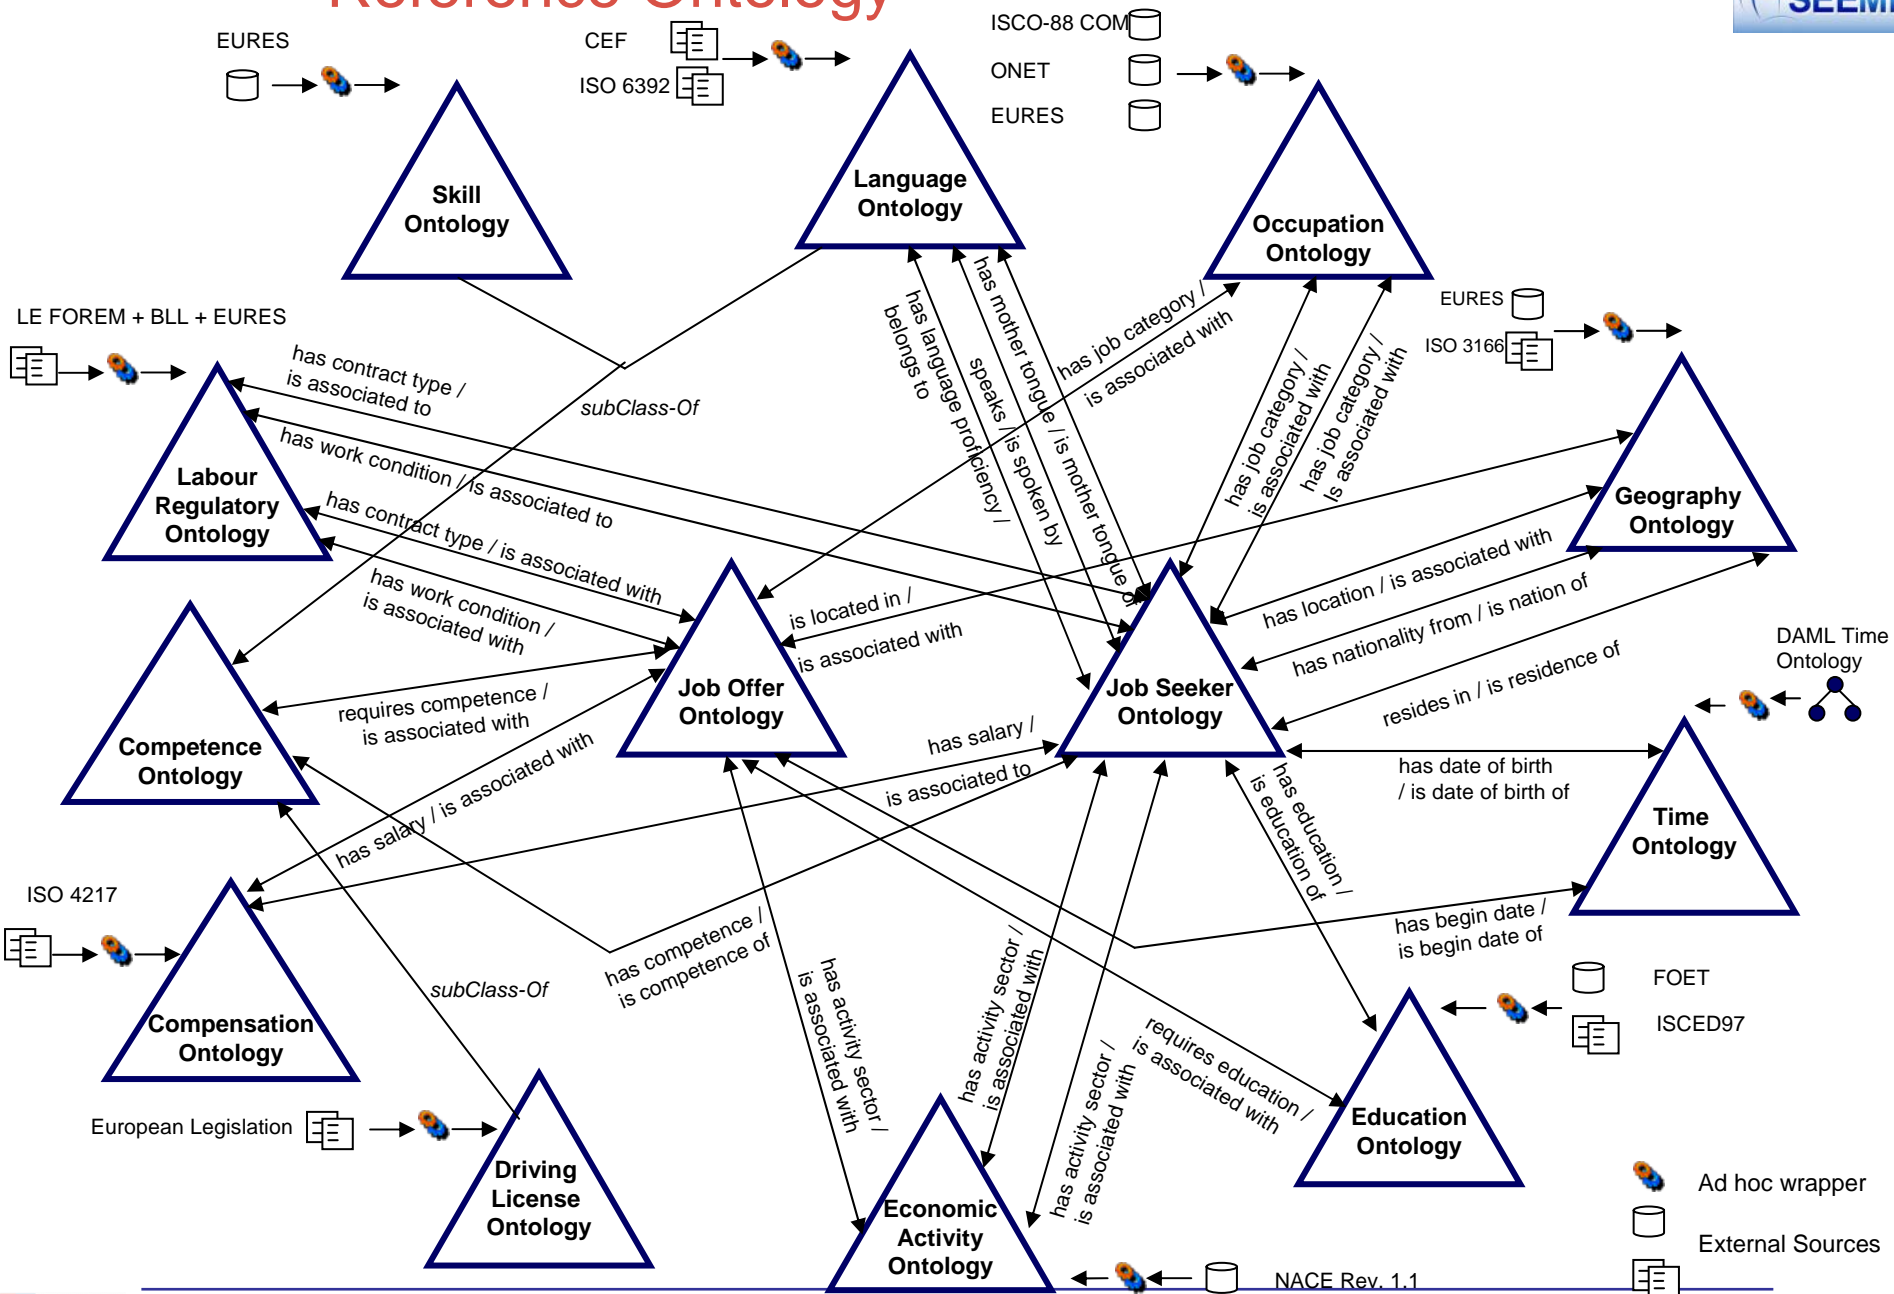 Reference Ontology
EURES
CEF
ISO 6392
ISCO-88 COM
ONET
EURES
Skill
Ontology
Language
Ontology
Occupation
Ontology
EURES
ISO 3166
LE FOREM + BLL + EURES
has contract type /
is associated to
subClass-Of
has work condition / is associated to
has contract type / is associated with
has work condition /
is associated with
has language proficiency /
belongs to
speaks / is spoken by
has mother tongue / is mother tongue of
has job category /
is associated with
has job category /
is associated with
has job category /
is associated with
Labour
Regulatory
Ontology
Geography
Ontology
is located in /
is associated with
has location / is associated with
has nationality from / is nation of
resides in / is residence of
DAML Time
Ontology
Job Offer
Ontology
Job Seeker
Ontology
requires competence /
is associated with
Competence
Ontology
has salary / is associated with
has salary /
is associated to
has date of birth
/ is date of birth of
Time
Ontology
has education /
is education of
ISO 4217
has competence /
is competence of
has begin date /
is begin date of
subClass-Of
has activity sector /
is associated with
has activity sector /
is associated with
has activity sector /
is associated with
requires education /
is associated with
FOET
ISCED97
Compensation
Ontology
European Legislation
Driving
License
Ontology
Economic
Activity
Ontology
Education
Ontology
Ad hoc wrapper
External Sources
NACE Rev. 1.1